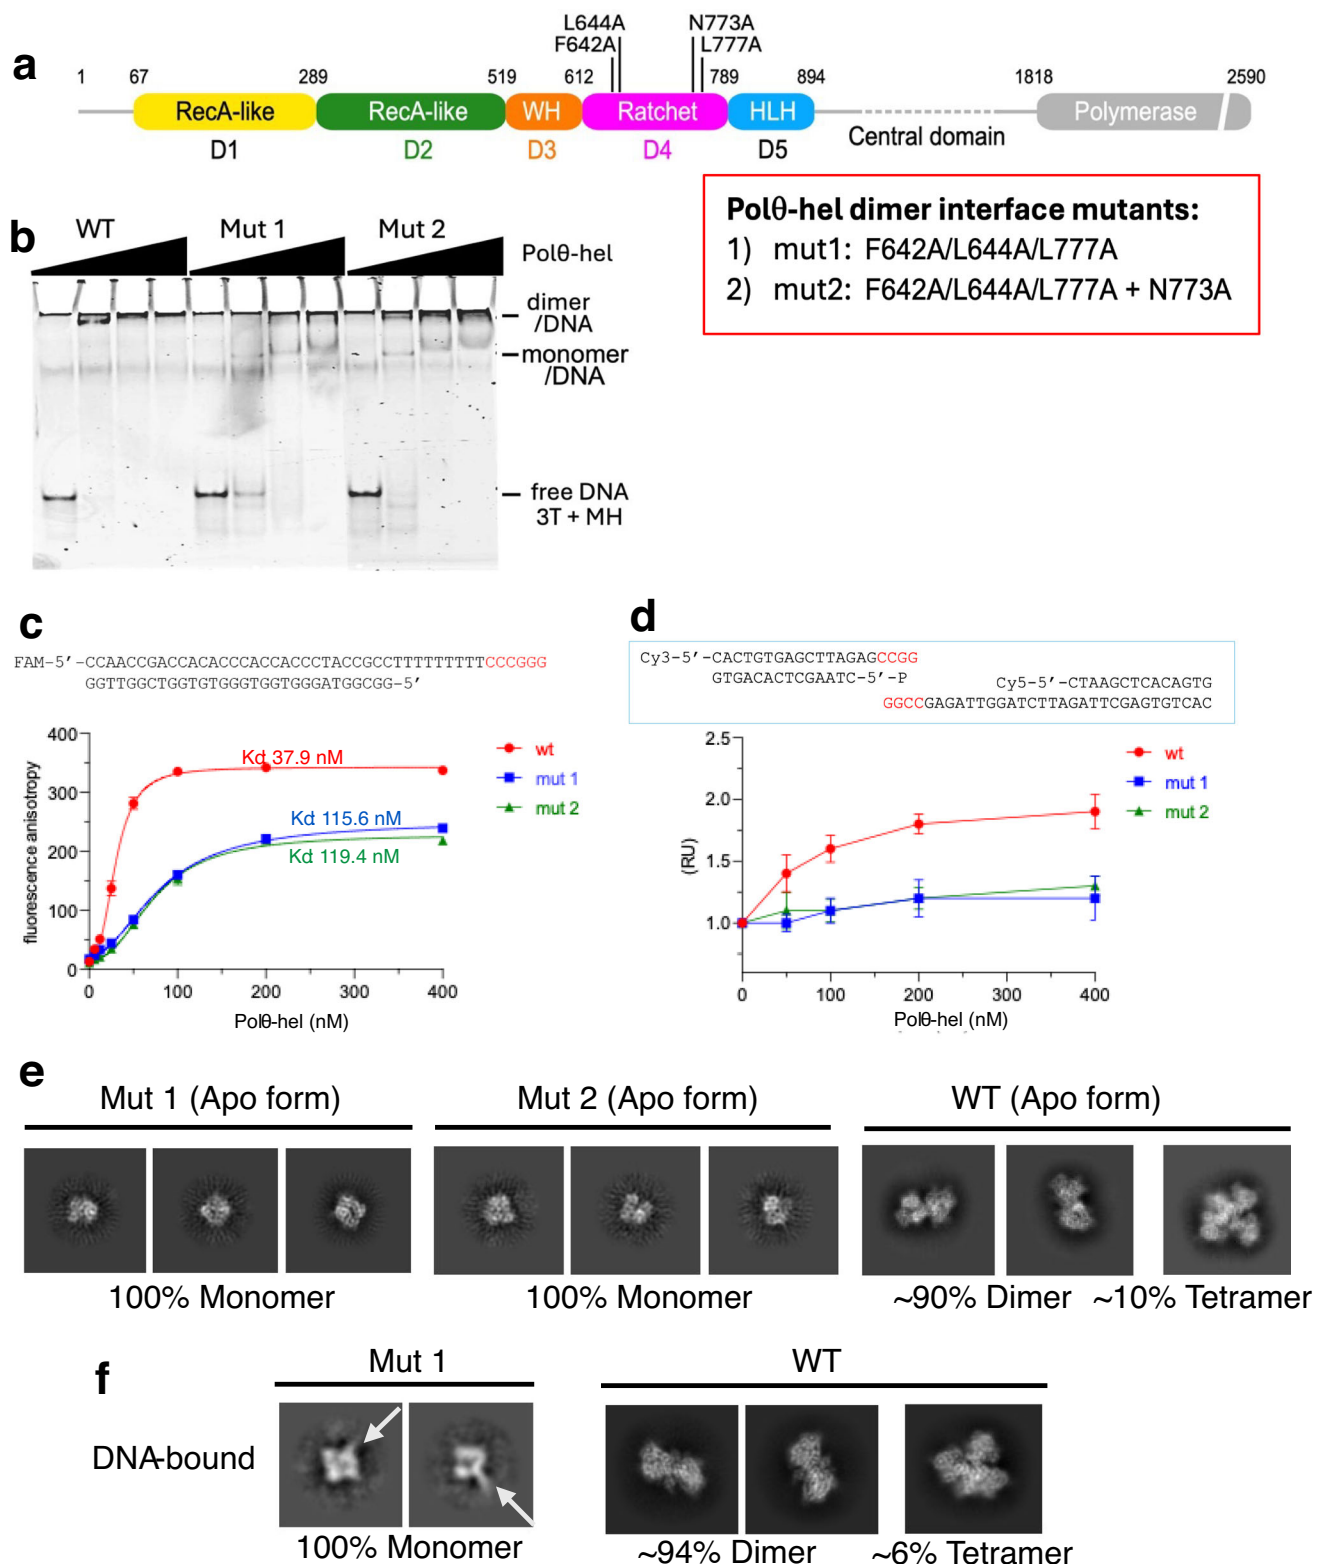 a
L644A N773A
F642A L777A
1 67 289 519 612 789 894 1818 2590
RecA-like RecA-like WH Ratchet HLH Polymerase
D1 D2 D3 D4 D5 Central domain
Polθ-hel dimer interface mutants:
1) mut1: F642A/L644A/L777A
2) mut2: F642A/L644A/L777A + N773A
b
WT Mut 1 Mut 2 Polθ-hel
dimer
/DNA
monomer
/DNA
free DNA
3T + MH
c
FAM-5’-CCAACCGACCACACCCACCACCCTACCGCCTTTTTTTTTCCCGGG
GGTTGGCTGGTGTGGGTGGTGGGATGGCGG-5’
400
300
200
100
0
fluorescence anisotropy
Kd: 37.9 nM
Kd: 115.6 nM
Kd: 119.4 nM
wt
mut 1
mut 2
0 100 200 300 400
Polθ-hel (nM)
d
Cy3-5’-CACTGTGAGCTTAGAGCCGG
GTGACACTCGAATC-5’-P
Cy5-5’-CTAAGCTCACAGTG
GGCCGAGATTGGATCTTAGATTCGAGTGTCAC
2.5
2.0
1.5
1.0
(RU)
wt
mut 1
mut 2
0 100 200 300 400
Polθ-hel (nM)
e
Mut 1 (Apo form) Mut 2 (Apo form) WT (Apo form)
100% Monomer 100% Monomer ~90% Dimer ~10% Tetramer
f
Mut 1 WT
DNA-bound
100% Monomer ~94% Dimer ~6% Tetramer